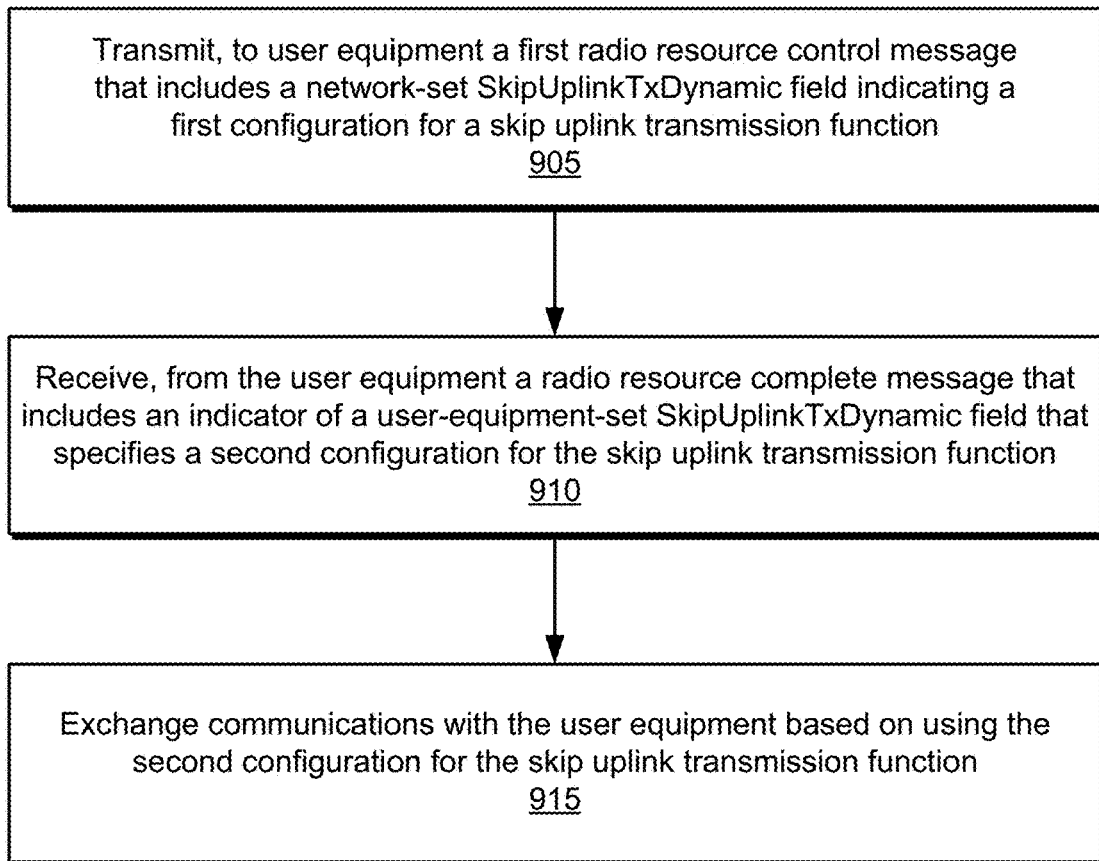 Transmit, to user equipment a first radio resource control message
that includes a network-set SkipUplinkTxDynamic field indicating a
first configuration for a skip uplink transmission function
905
Receive, from the user equipment a radio resource complete message that
includes an indicator of a user-equipment-set SkipUplinkTxDynamic field that
specifies a second configuration for the skip uplink transmission function
910
Exchange communications with the user equipment based on using the
second configuration for the skip uplink transmission function
915